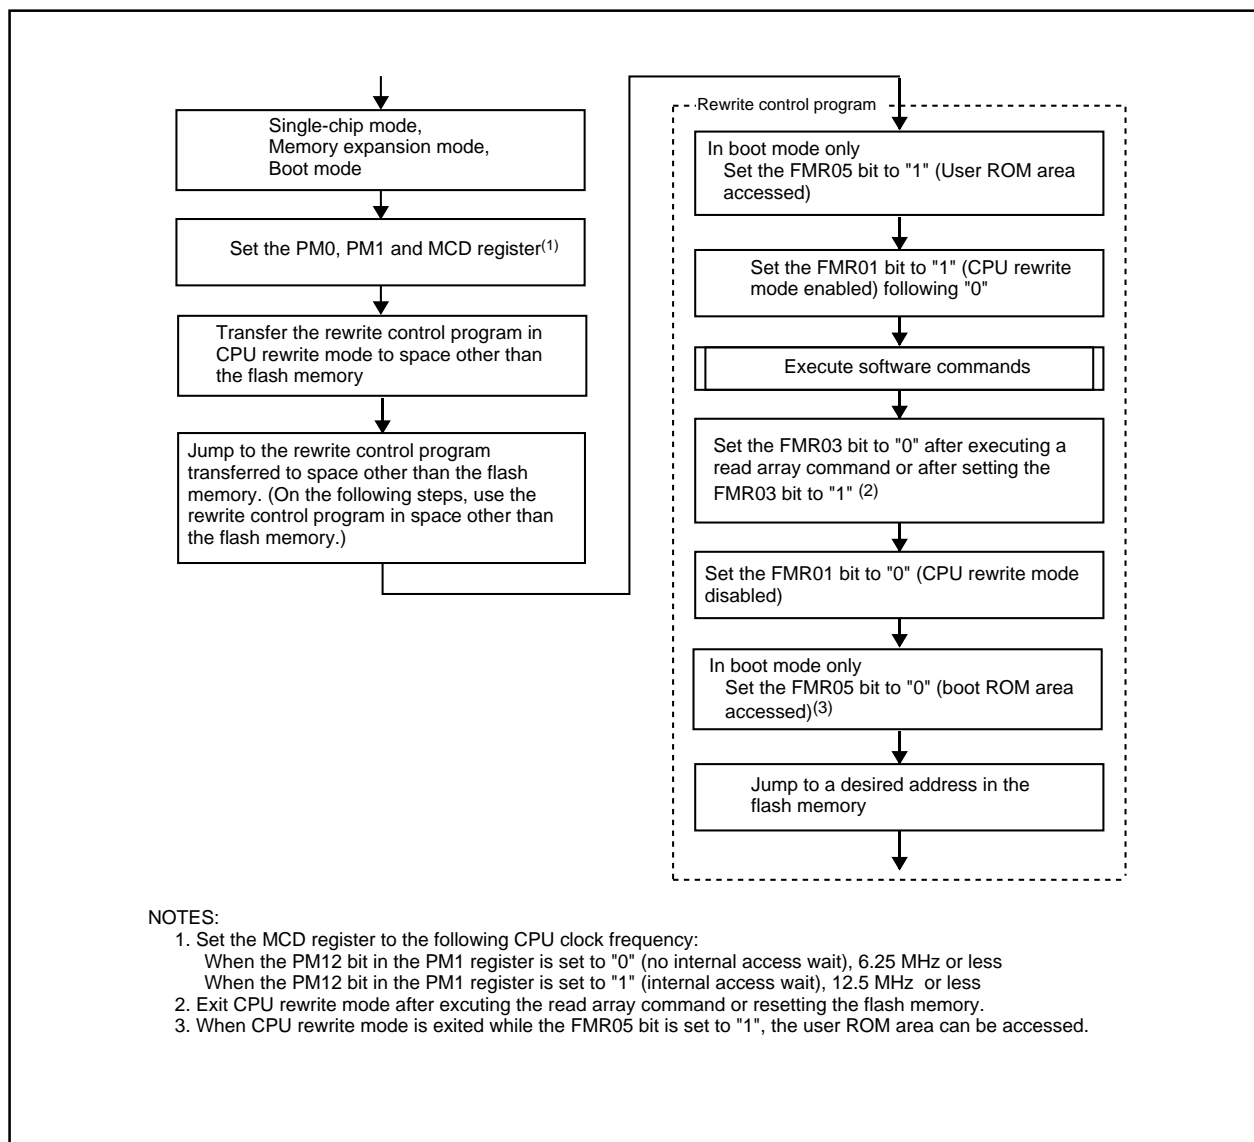 Single-chip mode,
Memory expansion mode,
Boot mode
Set the PM0, PM1 and MCD register(1)
Transfer the rewrite control program in
CPU rewrite mode to space other than
the flash memory
Jump to the rewrite control program
transferred to space other than the flash
memory. (On the following steps, use the
rewrite control program in space other than
the flash memory.)
Rewrite control program
In boot mode only
Set the FMR05 bit to "1" (User ROM area
accessed)
Set the FMR01 bit to "1" (CPU rewrite
mode enabled) following "0"
Execute software commands
Set the FMR03 bit to "0" after executing a
read array command or after setting the
FMR03 bit to "1" (2)
Set the FMR01 bit to "0" (CPU rewrite mode
disabled)
In boot mode only
Set the FMR05 bit to "0" (boot ROM area
accessed)(3)
Jump to a desired address in the
flash memory
NOTES:
1. Set the MCD register to the following CPU clock frequency:
When the PM12 bit in the PM1 register is set to "0" (no internal access wait), 6.25 MHz or less
When the PM12 bit in the PM1 register is set to "1" (internal access wait), 12.5 MHz  or less
2. Exit CPU rewrite mode after excuting the read array command or resetting the flash memory.
3. When CPU rewrite mode is exited while the FMR05 bit is set to "1", the user ROM area can be accessed.